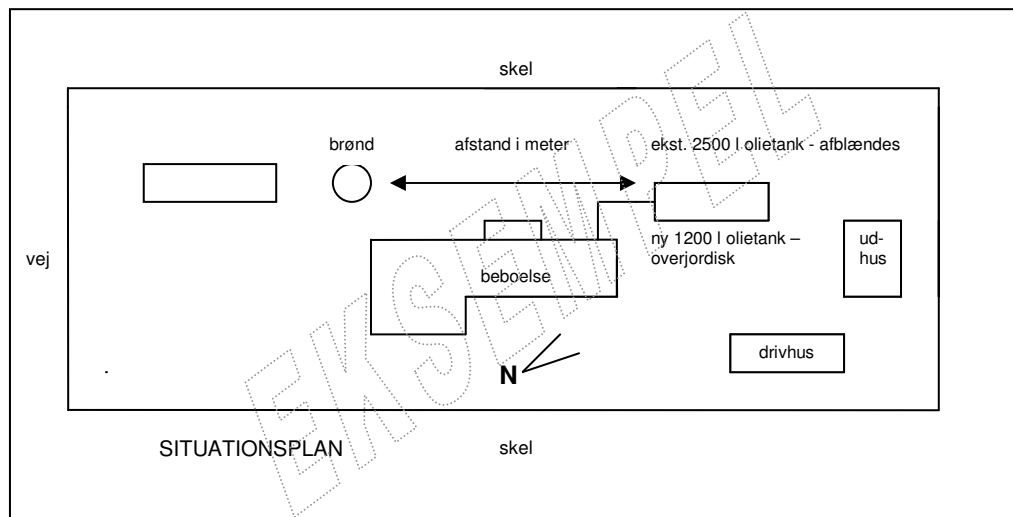 skel
brønd
afstand i meter
ekst. 2500 l olietank - afblændes
ny 1200 l olietank –
overjordisk
ud-
hus
vej
beboelse
drivhus
N
SITUATIONSPLAN
skel
EKSEMPEL